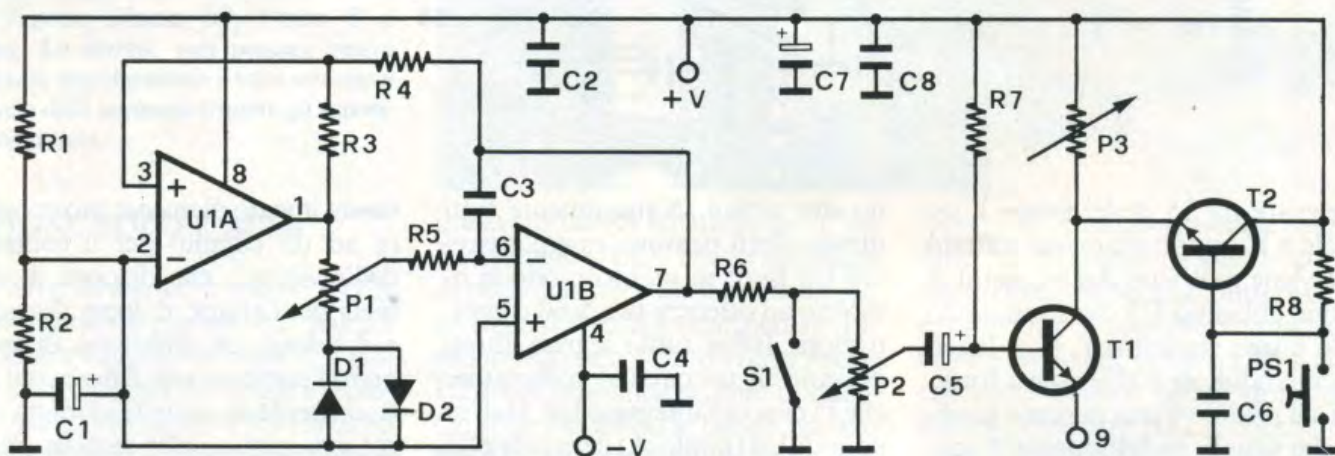 C2
+V
C7
+
C8
R7
P3
T2
R8
PS1
C6
T1
9
C5
+
P2
S1
R6
7
U1B
6
−
5
+
4
C4
−V
R5
C3
R4
R3
R1
3
+
8
U1A
1
2
−
P1
D1
D2
R2
C1
+